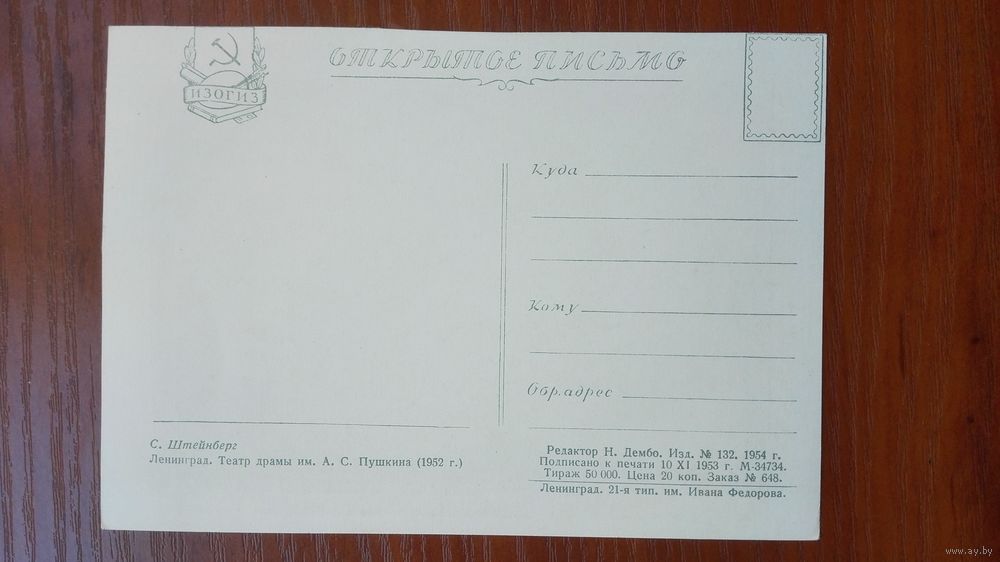 ОТКРЫТОЕ ПИСЬМО
ИЗОГИЗ
Куда
Кому
Обр. адрес
С. Штейнберг
Ленинград. Театр драмы им. А. С. Пушкина (1952 г.)
Редактор Н. Дембо. Изд. № 132. 1954 г.
Подписано к печати 10 XI 1953 г. М-34734.
Тираж 50 000. Цена 20 коп. Заказ № 648.
Ленинград. 21-я тип. им. Ивана Федорова.
www.ay.by